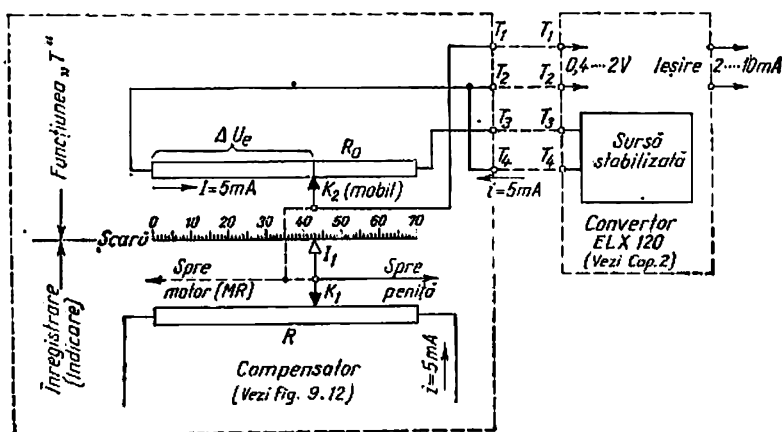 Funcțiunea „T"
Înregistrare
(Indicare)
T1
T2
T3
T4
T1
T2
T3
T4
0,4····2V
Ieșire 2····10mA
Sursă
stabilizată
Convertor
ELX 120
(Vezi Cap.2)
i=5mA
ΔUe
R0
I=5mA
K2 (mobil)
Scară
0 10 20 30 40 50 60 70
I1
Spre
motor (MR)
Spre
peniță
K1
R
Compensator
(Vezi Fig. 9.12)
i=5mA